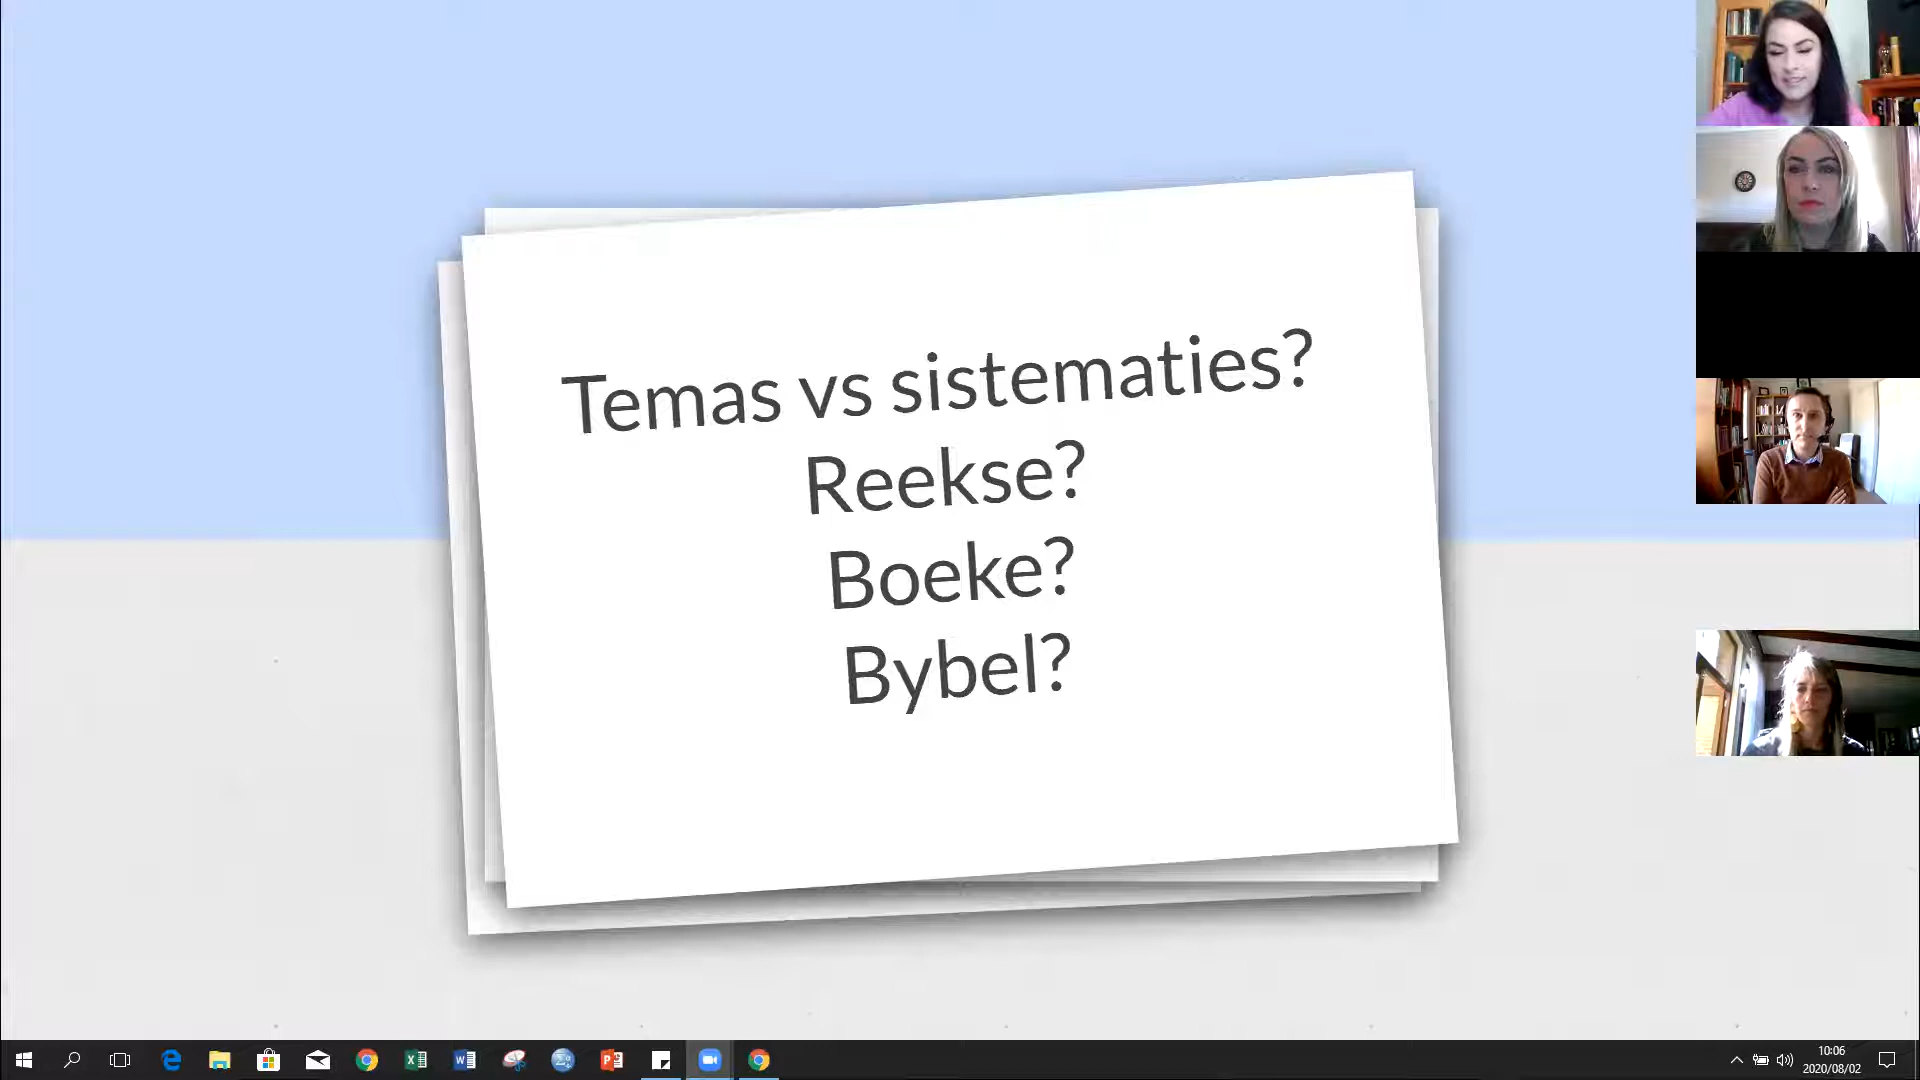 Temas vs sistematies?
Reekse?
Boeke?
Bybel?
10:06
2020/08/02